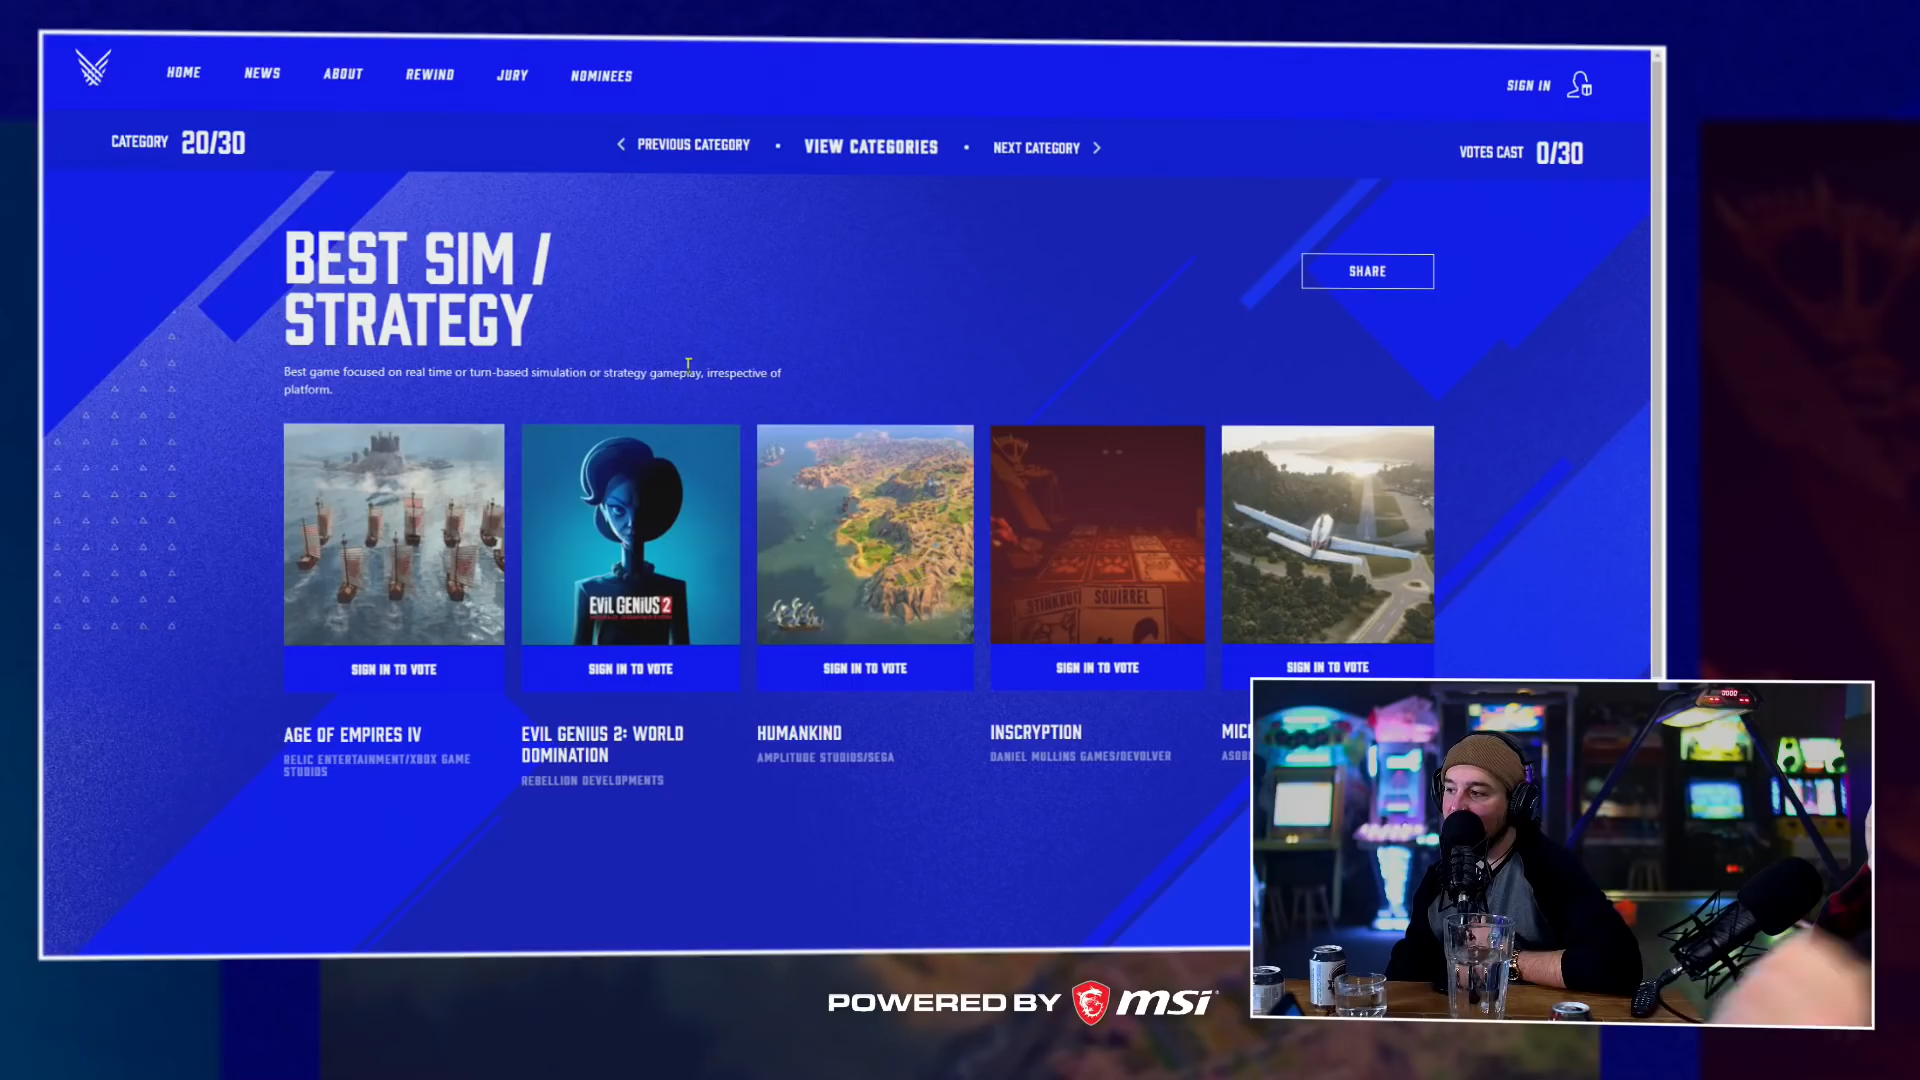 HOME NEWS ABOUT REWIND JURY NOMINEES SIGN IN
CATEGORY 20/30 PREVIOUS CATEGORY • VIEW CATEGORIES • NEXT CATEGORY VOTES CAST 0/30
BEST SIM /
STRATEGY
SHARE
Best game focused on real time or turn-based simulation or strategy gameplay, irrespective of
platform.
EVIL GENIUS 2
STINKBUG SQUIRREL
SIGN IN TO VOTE SIGN IN TO VOTE SIGN IN TO VOTE SIGN IN TO VOTE SIGN IN TO VOTE
AGE OF EMPIRES IV
RELIC ENTERTAINMENT/XBOX GAME
STUDIOS
EVIL GENIUS 2: WORLD
DOMINATION
REBELLION DEVELOPMENTS
HUMANKIND
AMPLITUDE STUDIOS/SEGA
INSCRYPTION
DANIEL MULLINS GAMES/DEVOLVER
MIC
ASOB
POWERED BY msi